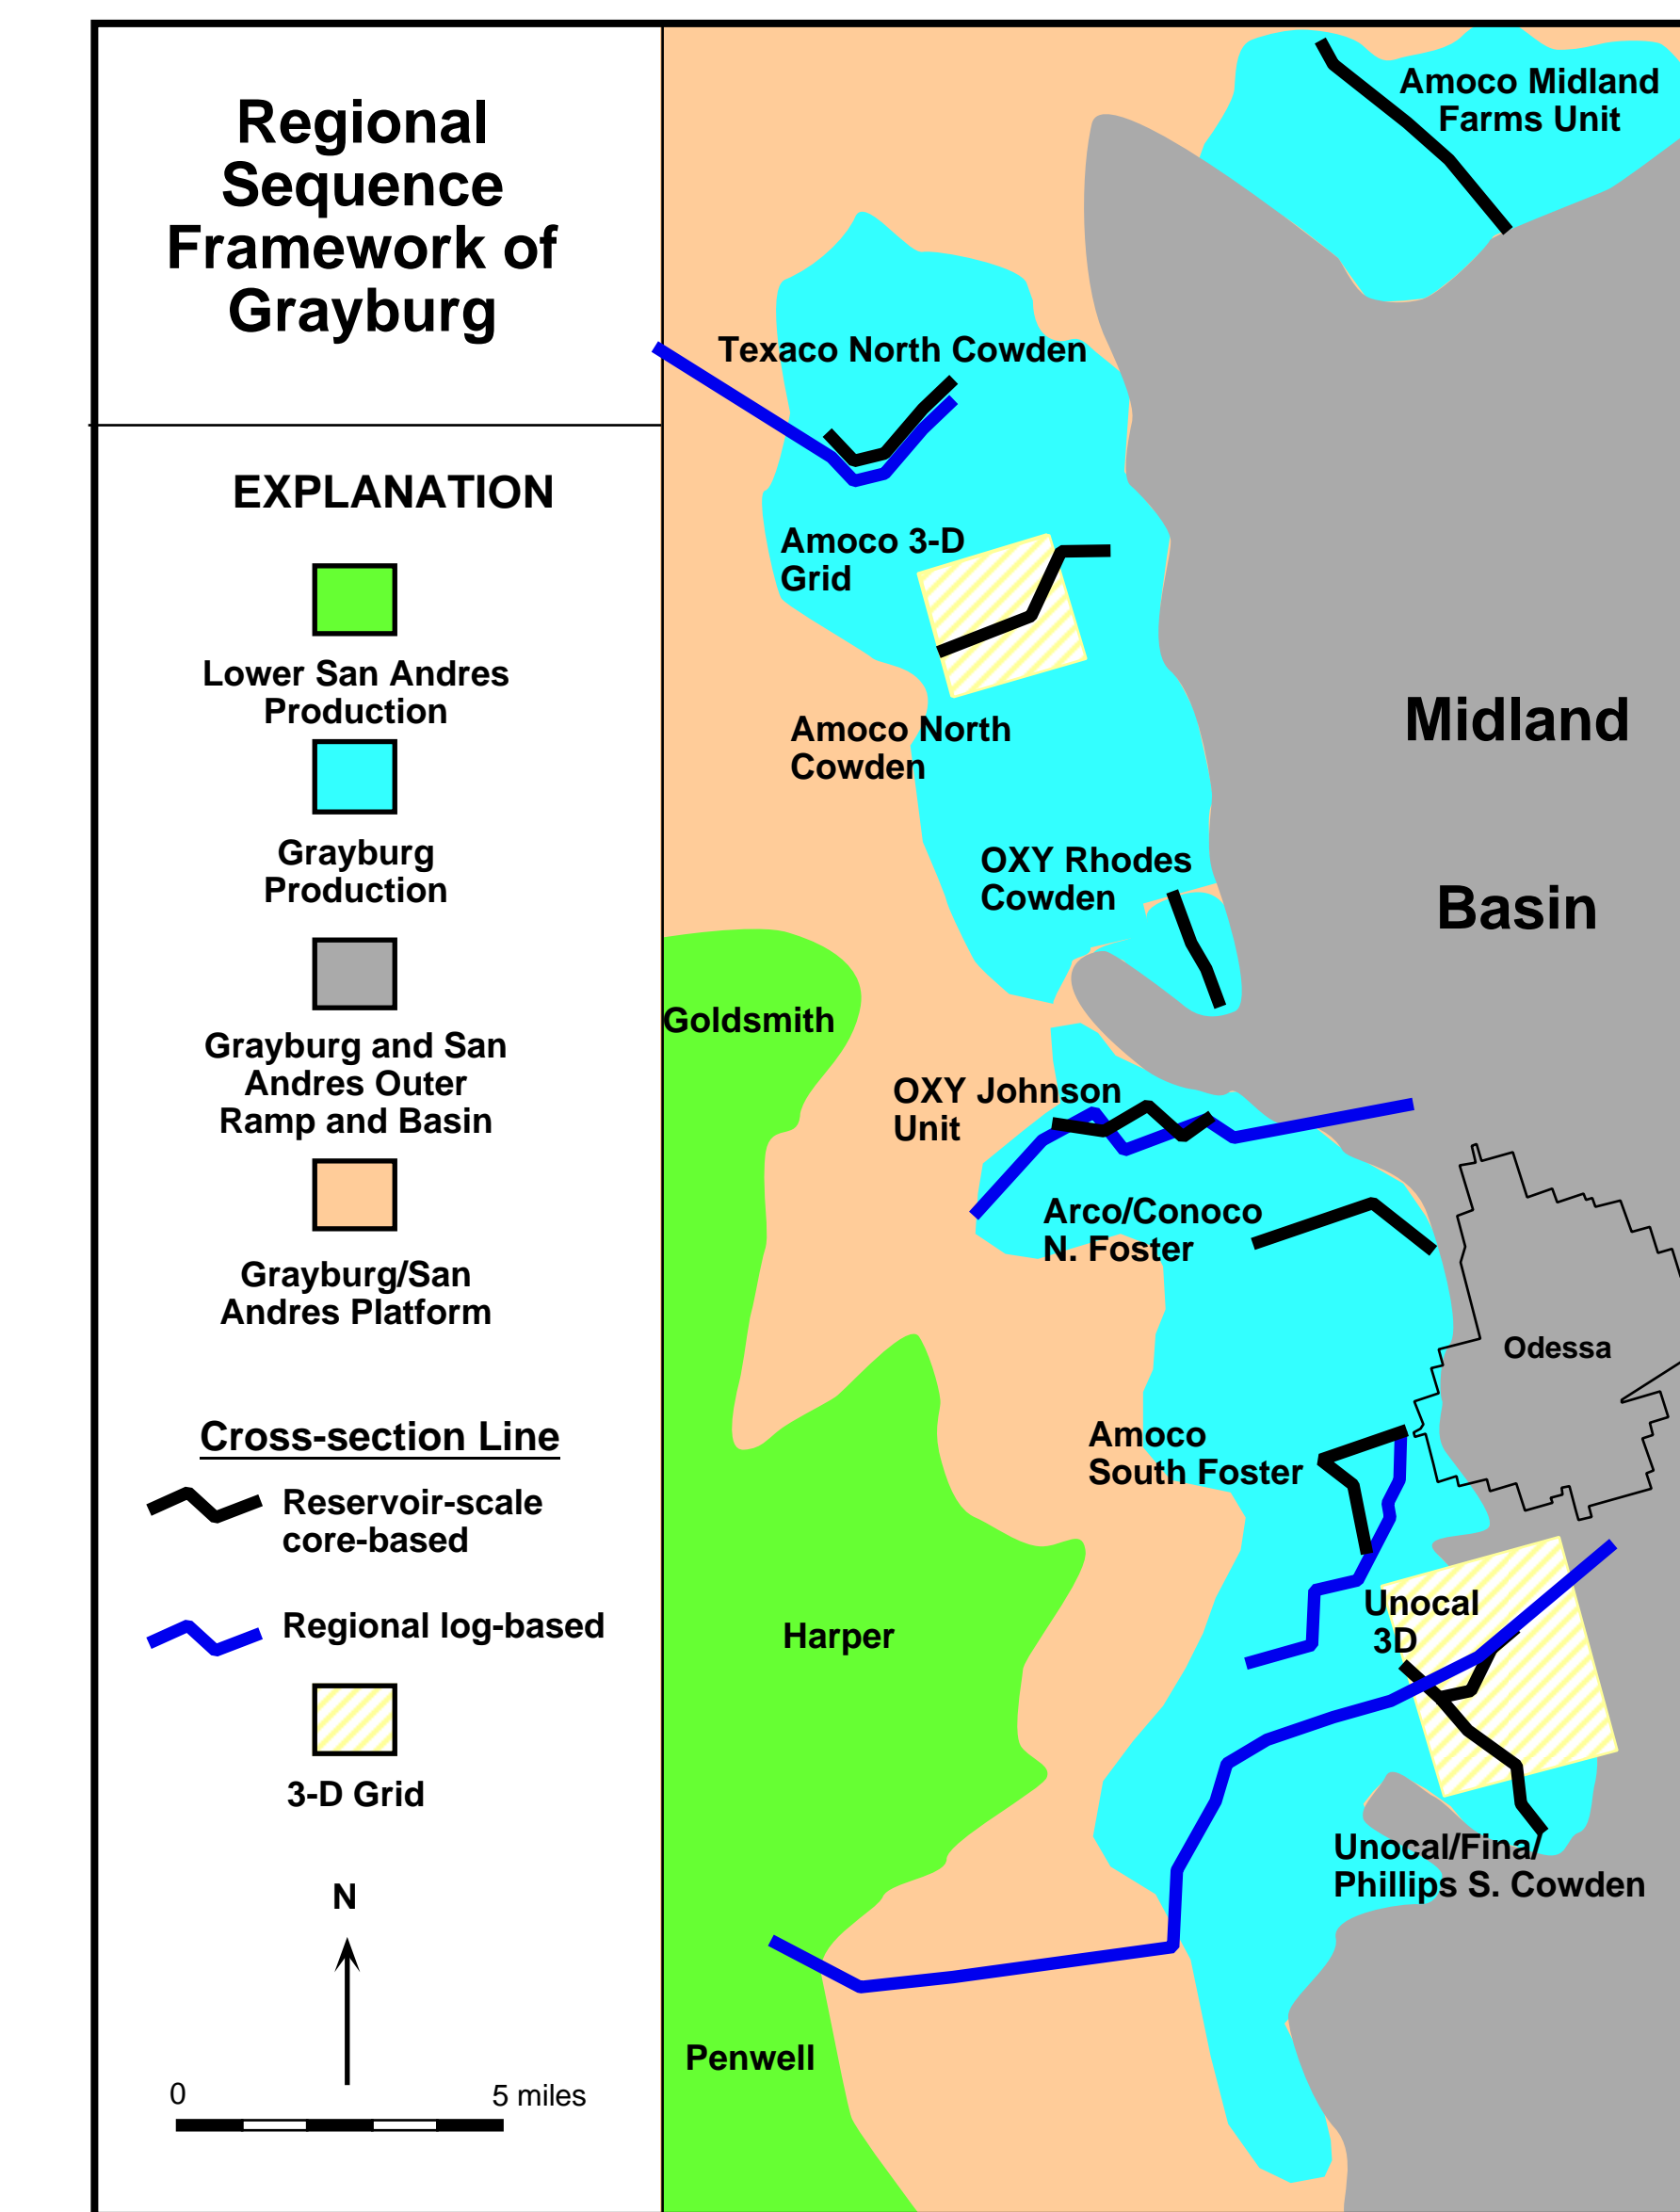 Regional
Sequence
Framework of
Grayburg
EXPLANATION
Lower San Andres
Production
Grayburg
Production
Grayburg and San
Andres Outer
Ramp and Basin
Grayburg/San
Andres Platform
Cross-section Line
Reservoir-scale
core-based
Regional log-based
3-D Grid
N
0
5 miles
Amoco Midland
Farms Unit
Texaco North Cowden
Amoco 3-D
Grid
Amoco North
Cowden
Midland
Basin
OXY Rhodes
Cowden
Goldsmith
OXY Johnson
Unit
Arco/Conoco
N. Foster
Odessa
Amoco
South Foster
Unocal
3D
Harper
Unocal/Fina/
Phillips S. Cowden
Penwell